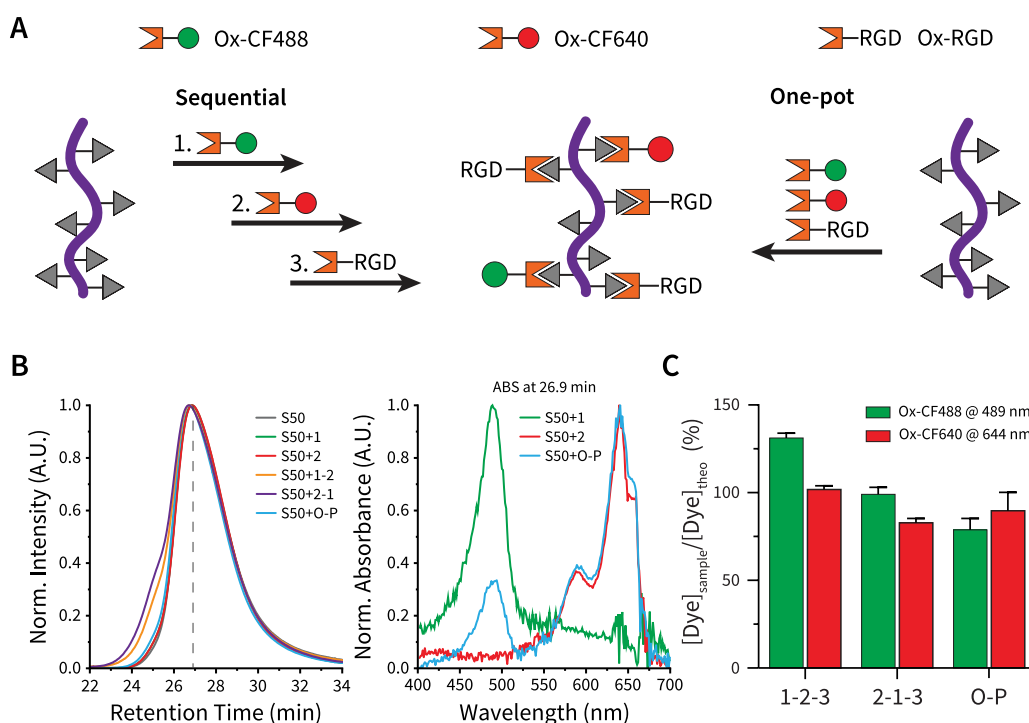 A
Ox-CF488
Ox-CF640
RGD Ox-RGD
Sequential
One-pot
1.
2.
3. RGD
RGD
RGD
RGD
RGD
B
ABS at 26.9 min
Norm. Intensity (A.U.)
1.0
0.8
0.6
0.4
0.2
0.0
S50
S50+1
S50+2
S50+1-2
S50+2-1
S50+O-P
22 24 26 28 30 32 34
Retention Time (min)
Norm. Absorbance (A.U.)
1.0
0.8
0.6
0.4
0.2
0.0
S50+1
S50+2
S50+O-P
400 450 500 550 600 650 700
Wavelength (nm)
C
[Dye]sample/[Dye]theo (%)
150
100
50
0
Ox-CF488 @ 489 nm
Ox-CF640 @ 644 nm
1-2-3 2-1-3 O-P